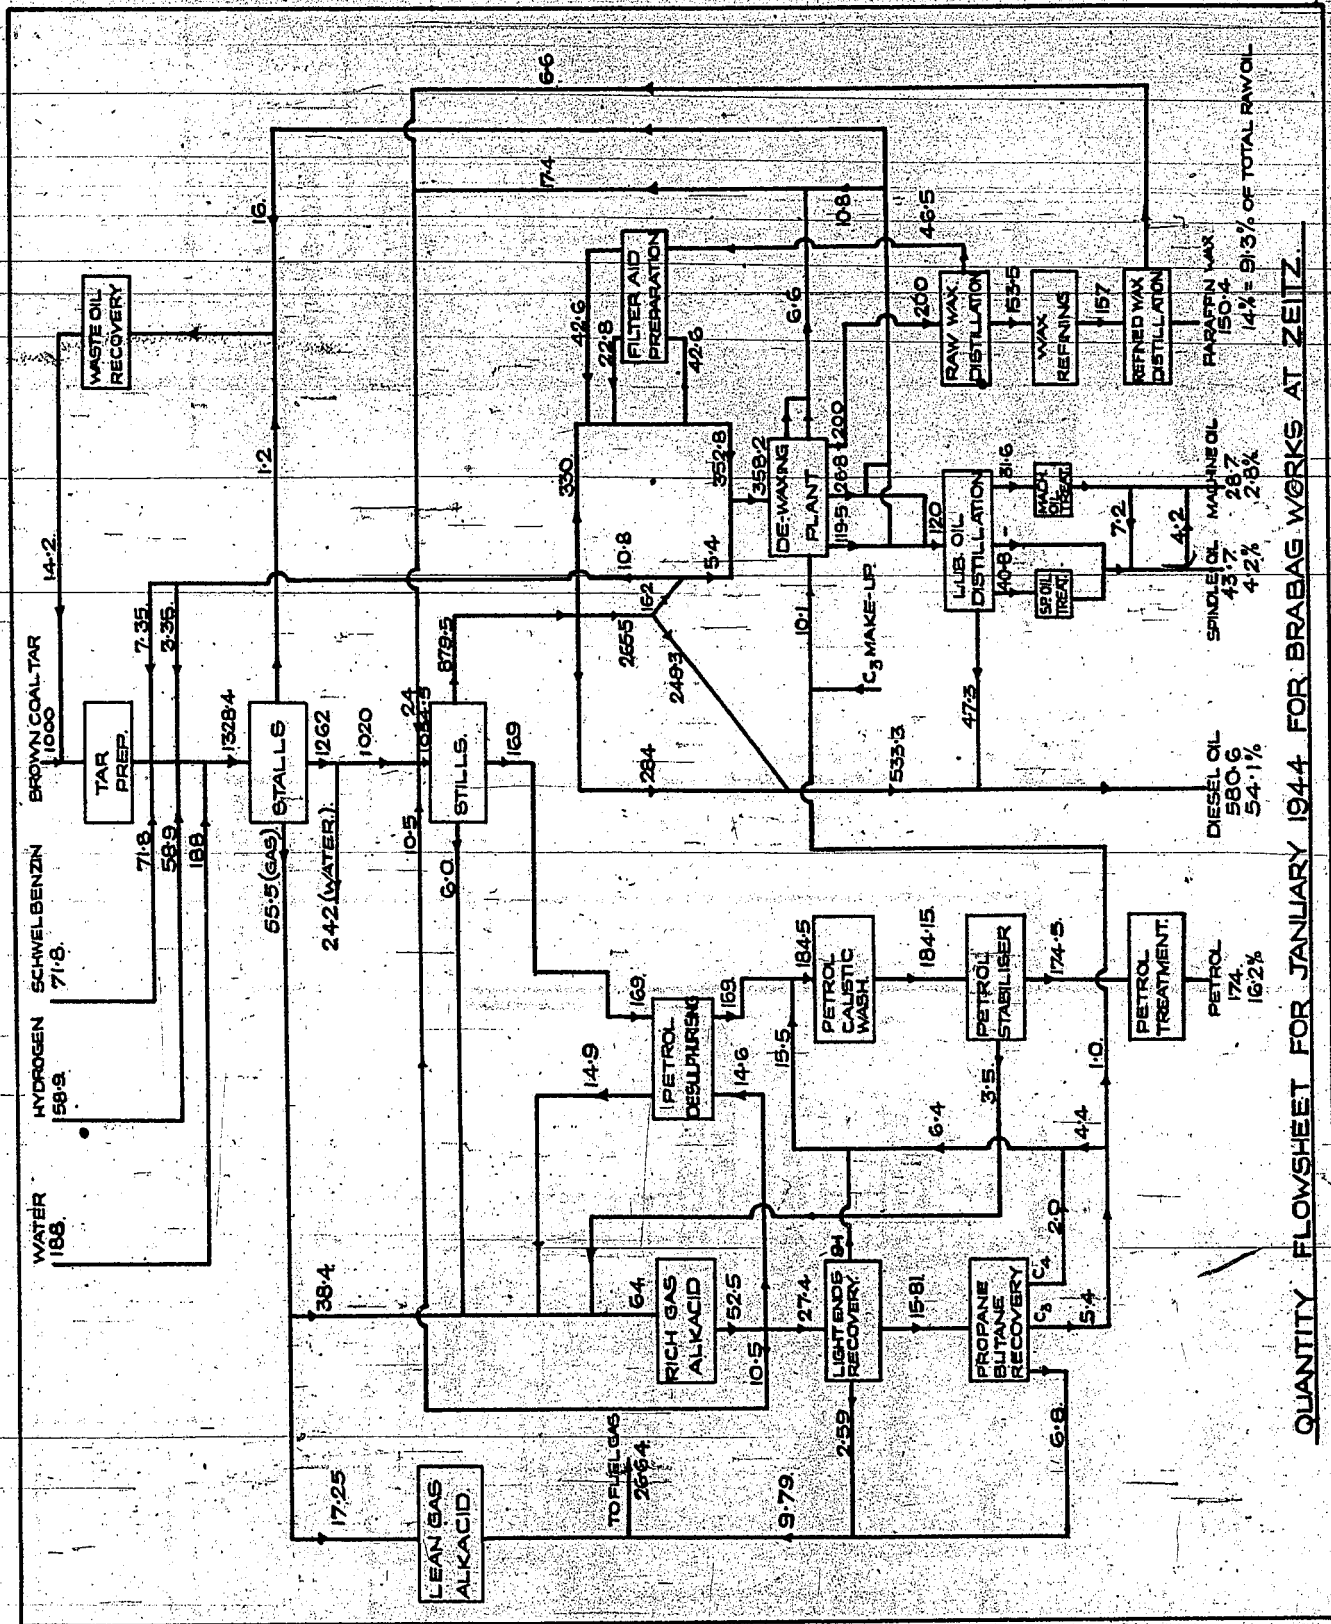 WATER
188.
HYDROGEN
58.9.
SCHWELBENZIN
71.8.
BROWN COAL TAR
1000
14.2
WASTE OIL
RECOVERY
TAR
PREP.
71.8
58.9
188
7.35
3.35
1328.4
55.5 (GAS)
STALLS
1.2
16.
1262
242 (WATER.)
1020
24
10.5
1054.5
STILLS.
879.5
6.0
169
17.4
6.6
38.4
17.25
LEAN GAS
ALKACID
TO FUEL GAS
26.64
9.79
14.9
169.
PETROL
DESULPHURISING
14.6
169.
64
RICH GAS
ALKACID
52.5
10.5
27.4
LIGHT ENDS
RECOVERY.
9.1
2.59
15.81
PROPANE
BUTANE
RECOVERY
C4
C3
2.0
5.4
6.8
4.4
6.4
1.0
15.5
184.5
PETROL
CAUSTIC
WASH.
184.15
PETROL
STABILISER
3.5
174.5
PETROL
TREATMENT.
PETROL
174
16.2%
330
10.8
265.5
16.2
249.3
5.4
284
533.3
42.6
22.8
FILTER AID
PREPARATION
42.6
352.8
358.2
DE-WAXING
PLANT
10.1
C3 MAKE-UP.
6.6
10.8
46.5
119.5
26.8
200
200
120
LUB. OIL
DISTILLATION
47.3
40.8
31.6
SP. OIL
TREAT.
MACH.
OIL
TREAT.
7.2
4.2
RAW WAX
DISTILLATION
153.5
WAX
REFINING
157
REFINED WAX
DISTILLATION
DIESEL OIL
580.6
54.1%
SPINDLE OIL
43.7
4.2%
MACHINE OIL
28.7
2.8%
PARAFFIN WAX
150.4
14% = 91.3% OF TOTAL RAW OIL
QUANTITY FLOWSHEET FOR JANUARY 1944 FOR BRABAG WORKS AT ZEITZ.